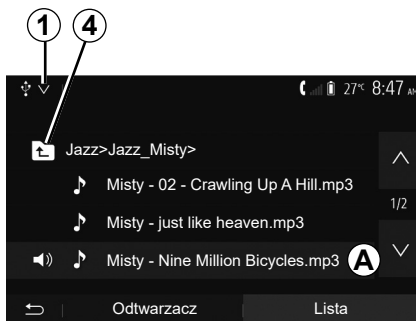 1 4
27°C 8:47 AM
Jazz>Jazz_Misty>
Misty - 02 - Crawling Up A Hill.mp3
1/2
Misty - just like heaven.mp3
Misty - Nine Million Bicycles.mp3 A
Odtwarzacz Lista